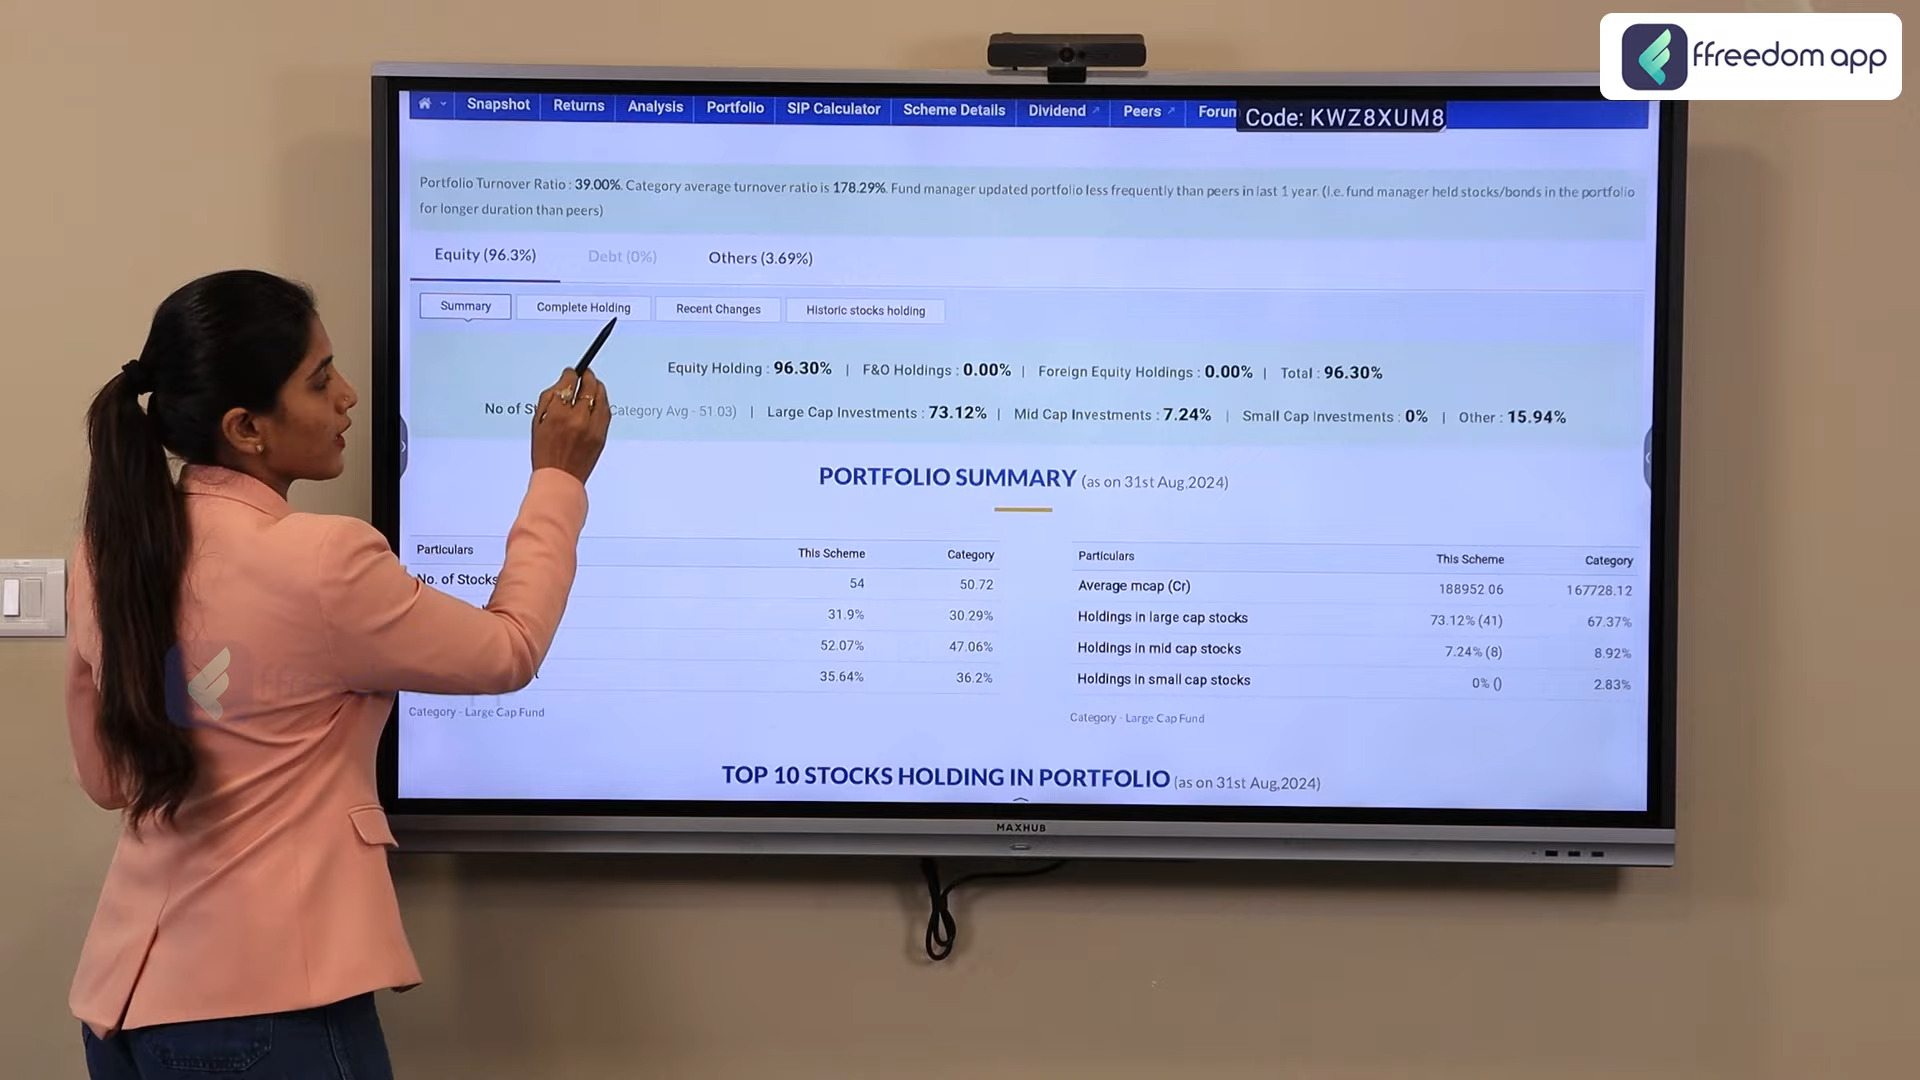 ffreedom app
Snapshot Returns Analysis Portfolio SIP Calculator Scheme Details Dividend Peers Forum
Code: KWZ8XUM8
Portfolio Turnover Ratio : 39.00%. Category average turnover ratio is 178.29%. Fund manager updated portfolio less frequently than peers in last 1 year. (I.e. fund manager held stocks/bonds in the portfolio
for longer duration than peers)
Equity (96.3%) Debt (0%) Others (3.69%)
Summary Complete Holding Recent Changes Historic stocks holding
Equity Holding : 96.30% | F&O Holdings : 0.00% | Foreign Equity Holdings : 0.00% | Total : 96.30%
No of St Category Avg - 51.03) | Large Cap Investments : 73.12% | Mid Cap Investments : 7.24% | Small Cap Investments : 0% | Other : 15.94%
PORTFOLIO SUMMARY (as on 31st Aug,2024)
Particulars This Scheme Category
No. of Stocks 54 50.72
31.9% 30.29%
52.07% 47.06%
35.64% 36.2%
Category - Large Cap Fund
Particulars This Scheme Category
Average mcap (Cr) 188952.06 167728.12
Holdings in large cap stocks 73.12% (41) 67.37%
Holdings in mid cap stocks 7.24% (8) 8.92%
Holdings in small cap stocks 0% () 2.83%
Category - Large Cap Fund
TOP 10 STOCKS HOLDING IN PORTFOLIO (as on 31st Aug,2024)
MAXHUB